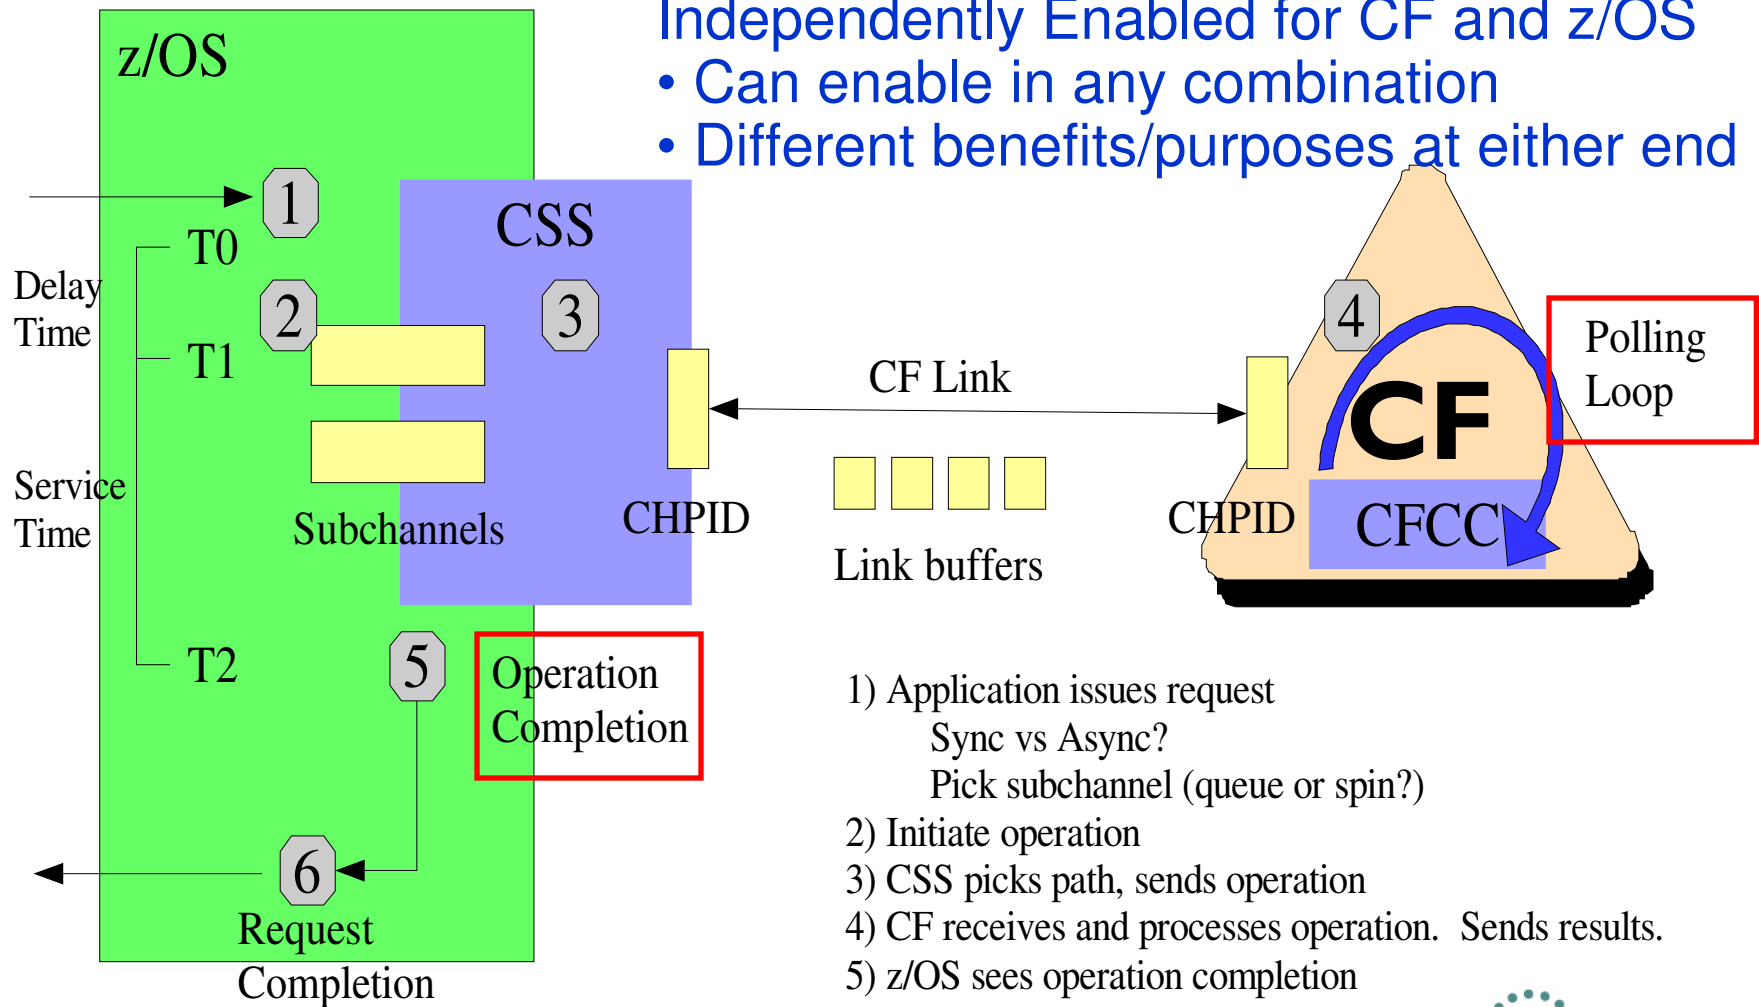 Independently Enabled for CF and z/OS
• Can enable in any combination
• Different benefits/purposes at either end
z/OS
1
T0
CSS
Delay
Time
2
3
4
T1
Polling
Loop
CF Link
CF
Service
Time
Subchannels
CHPID
Link buffers
CHPID
CFCC
T2
5
Operation
Completion
6
Request
Completion
1) Application issues request
Sync vs Async?
Pick subchannel (queue or spin?)
2) Initiate operation
3) CSS picks path, sends operation
4) CF receives and processes operation.  Sends results.
5) z/OS sees operation completion